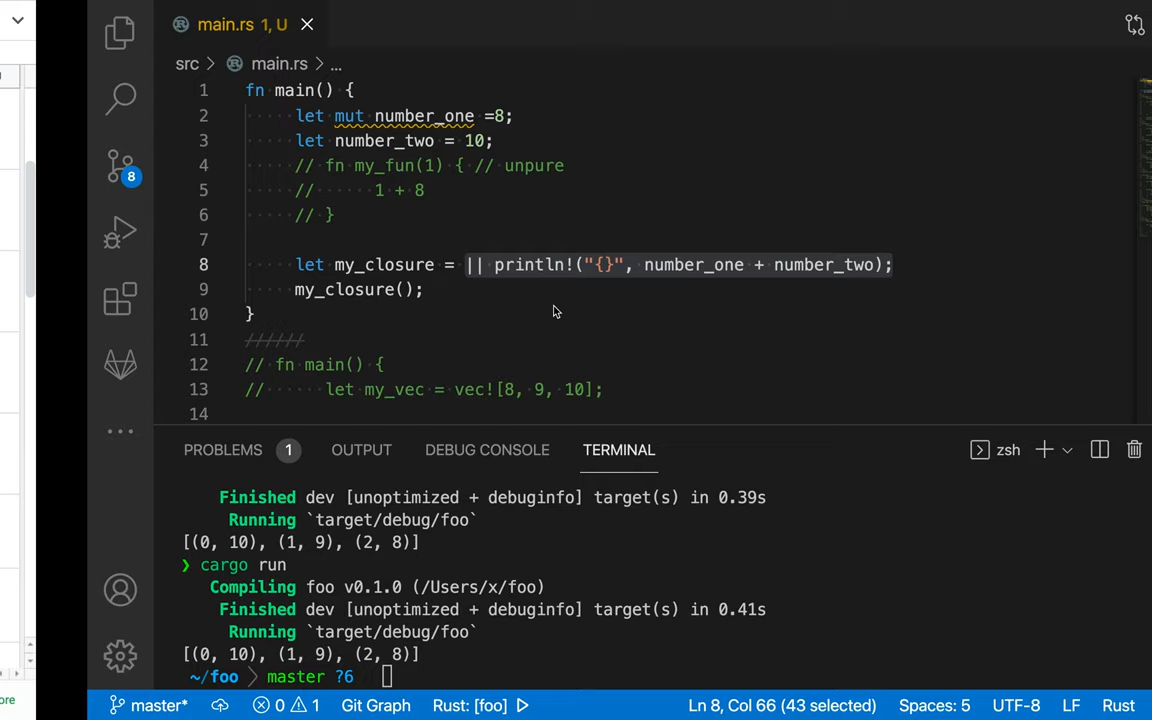 main.rs 1, U
src > main.rs > ...
1 fn main() {
2 let mut number_one =8;
3 let number_two = 10;
4 // fn my_fun(1) { // unpure
5 // 1 + 8
6 // }
7
8 let my_closure = || println!("{}", number_one + number_two);
9 my_closure();
10 }
11 //////
12 // fn main() {
13 // let my_vec = vec![8, 9, 10];
14
8
PROBLEMS 1 OUTPUT DEBUG CONSOLE TERMINAL zsh
Finished dev [unoptimized + debuginfo] target(s) in 0.39s
Running `target/debug/foo`
[(0, 10), (1, 9), (2, 8)]
❯ cargo run
Compiling foo v0.1.0 (/Users/x/foo)
Finished dev [unoptimized + debuginfo] target(s) in 0.41s
Running `target/debug/foo`
[(0, 10), (1, 9), (2, 8)]
~/foo > master ?6
master* 0 1 Git Graph Rust: [foo] Ln 8, Col 66 (43 selected) Spaces: 5 UTF-8 LF Rust